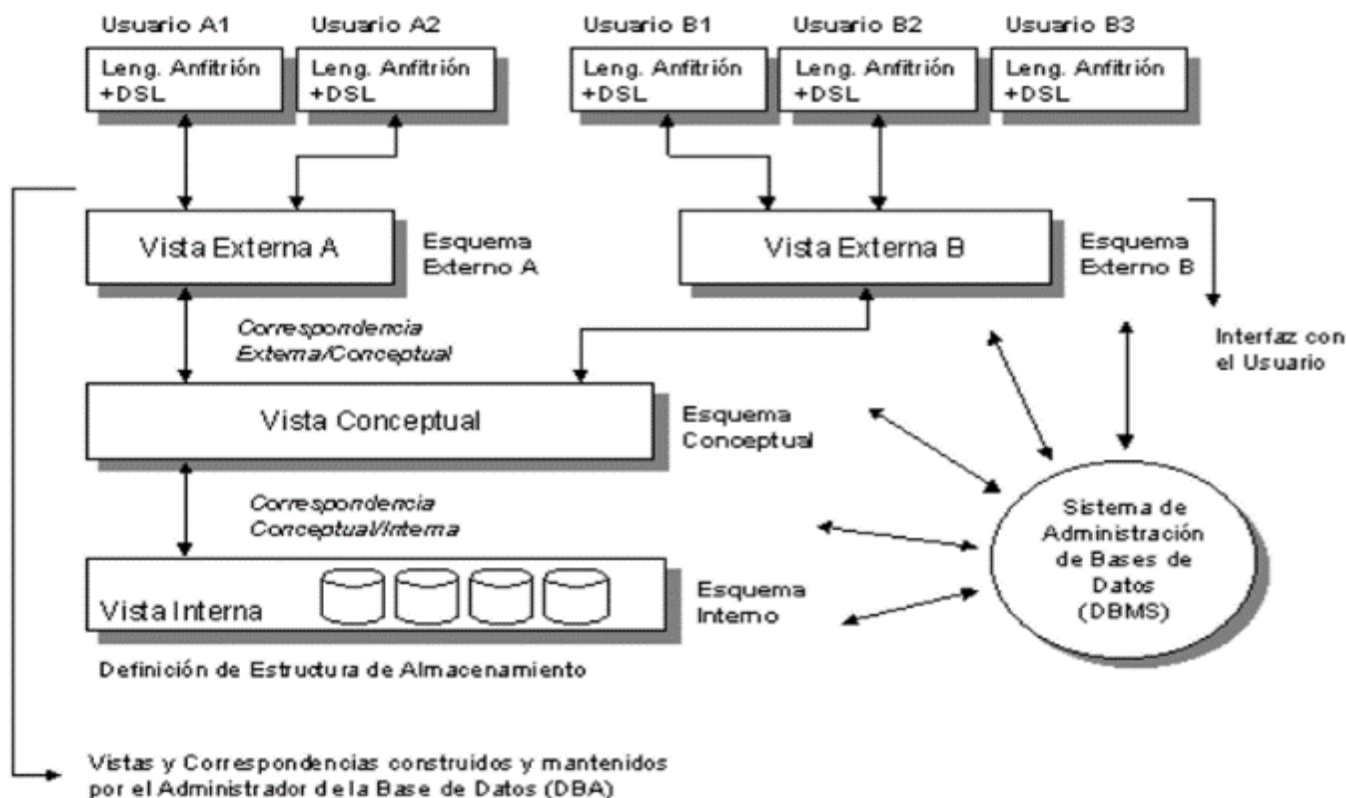 Usuario A1
Usuario A2
Usuario B1
Usuario B2
Usuario B3
Leng. Anfitrión
+DSL
Leng. Anfitrión
+DSL
Leng. Anfitrión
+DSL
Leng. Anfitrión
+DSL
Leng. Anfitrión
+DSL
Vista Externa A
Esquema
Externo A
Vista Externa B
Esquema
Externo B
Correspondencia
Externa/Conceptual
Interfaz con
el Usuario
Vista Conceptual
Esquema
Conceptual
Correspondencia
Conceptual/Interna
Sistema de
Administración
de Bases de
Datos
(DBMS)
Vista Interna
Esquema
Interno
Definición de Estructura de Almacenamiento
Vistas y Correspondencias construidos y mantenidos
por el Administrador de la Base de Datos (DBA)